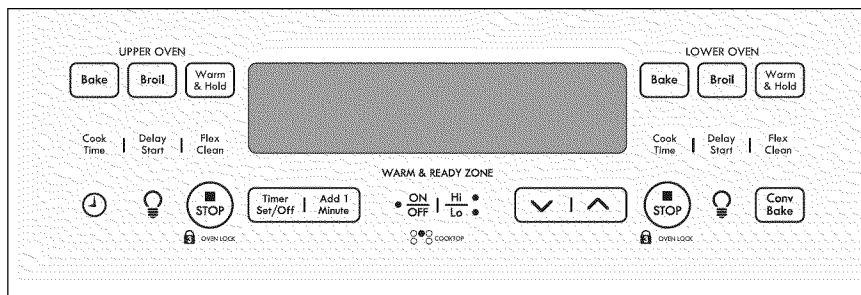 UPPER OVEN
LOWER OVEN
Bake
Broil
Warm
& Hold
Bake
Broil
Warm
& Hold
Cook
Time
Delay
Start
Flex
Clean
Cook
Time
Delay
Start
Flex
Clean
WARM & READY ZONE
STOP
3
OVEN LOCK
Timer
Set/Off
Add 1
Minute
ON
OFF
Hi
Lo
COOKTOP
STOP
3
OVEN LOCK
Conv
Bake